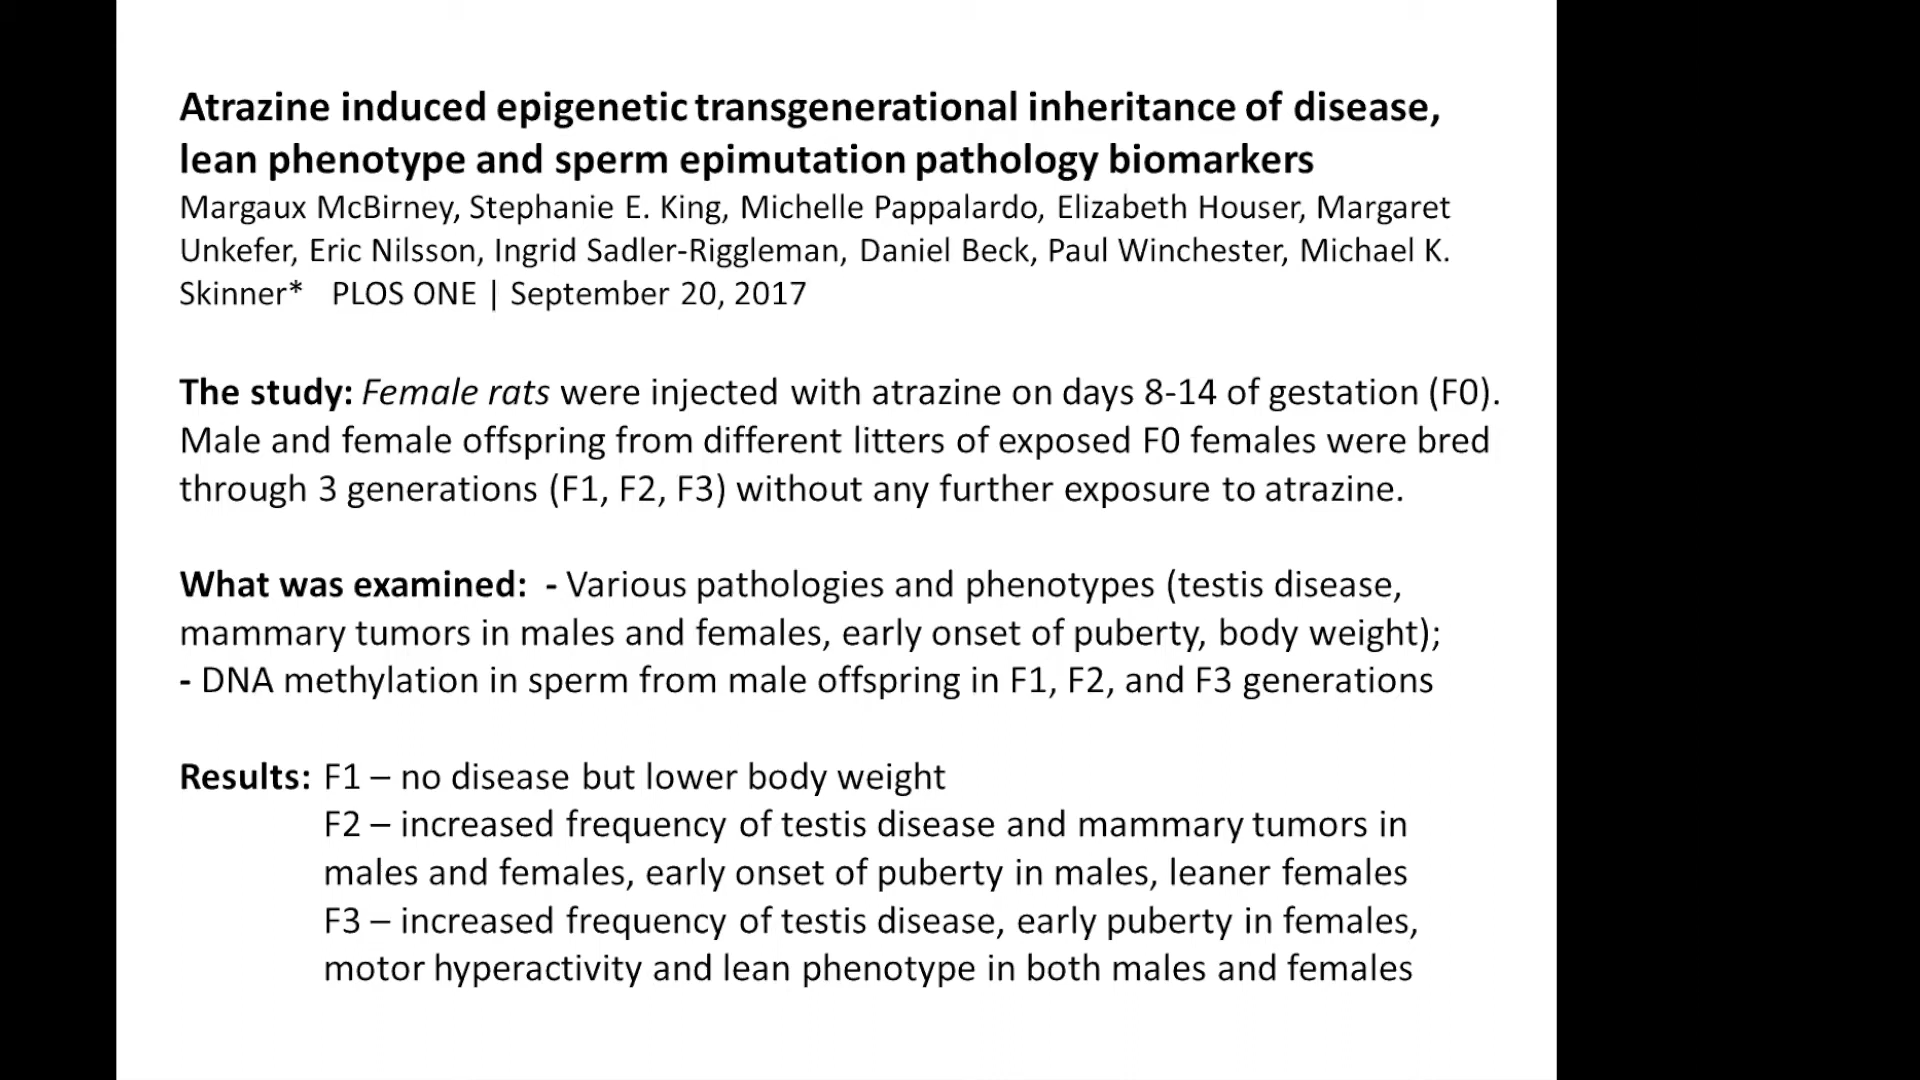 Atrazine induced epigenetic transgenerational inheritance of disease,
lean phenotype and sperm epimutation pathology biomarkers
Margaux McBirney, Stephanie E. King, Michelle Pappalardo, Elizabeth Houser, Margaret
Unkefer, Eric Nilsson, Ingrid Sadler-Riggleman, Daniel Beck, Paul Winchester, Michael K.
Skinner* PLOS ONE | September 20, 2017
The study: Female rats were injected with atrazine on days 8-14 of gestation (F0).
Male and female offspring from different litters of exposed F0 females were bred
through 3 generations (F1, F2, F3) without any further exposure to atrazine.
What was examined: - Various pathologies and phenotypes (testis disease,
mammary tumors in males and females, early onset of puberty, body weight);
- DNA methylation in sperm from male offspring in F1, F2, and F3 generations
Results: F1 – no disease but lower body weight
F2 – increased frequency of testis disease and mammary tumors in
males and females, early onset of puberty in males, leaner females
F3 – increased frequency of testis disease, early puberty in females,
motor hyperactivity and lean phenotype in both males and females